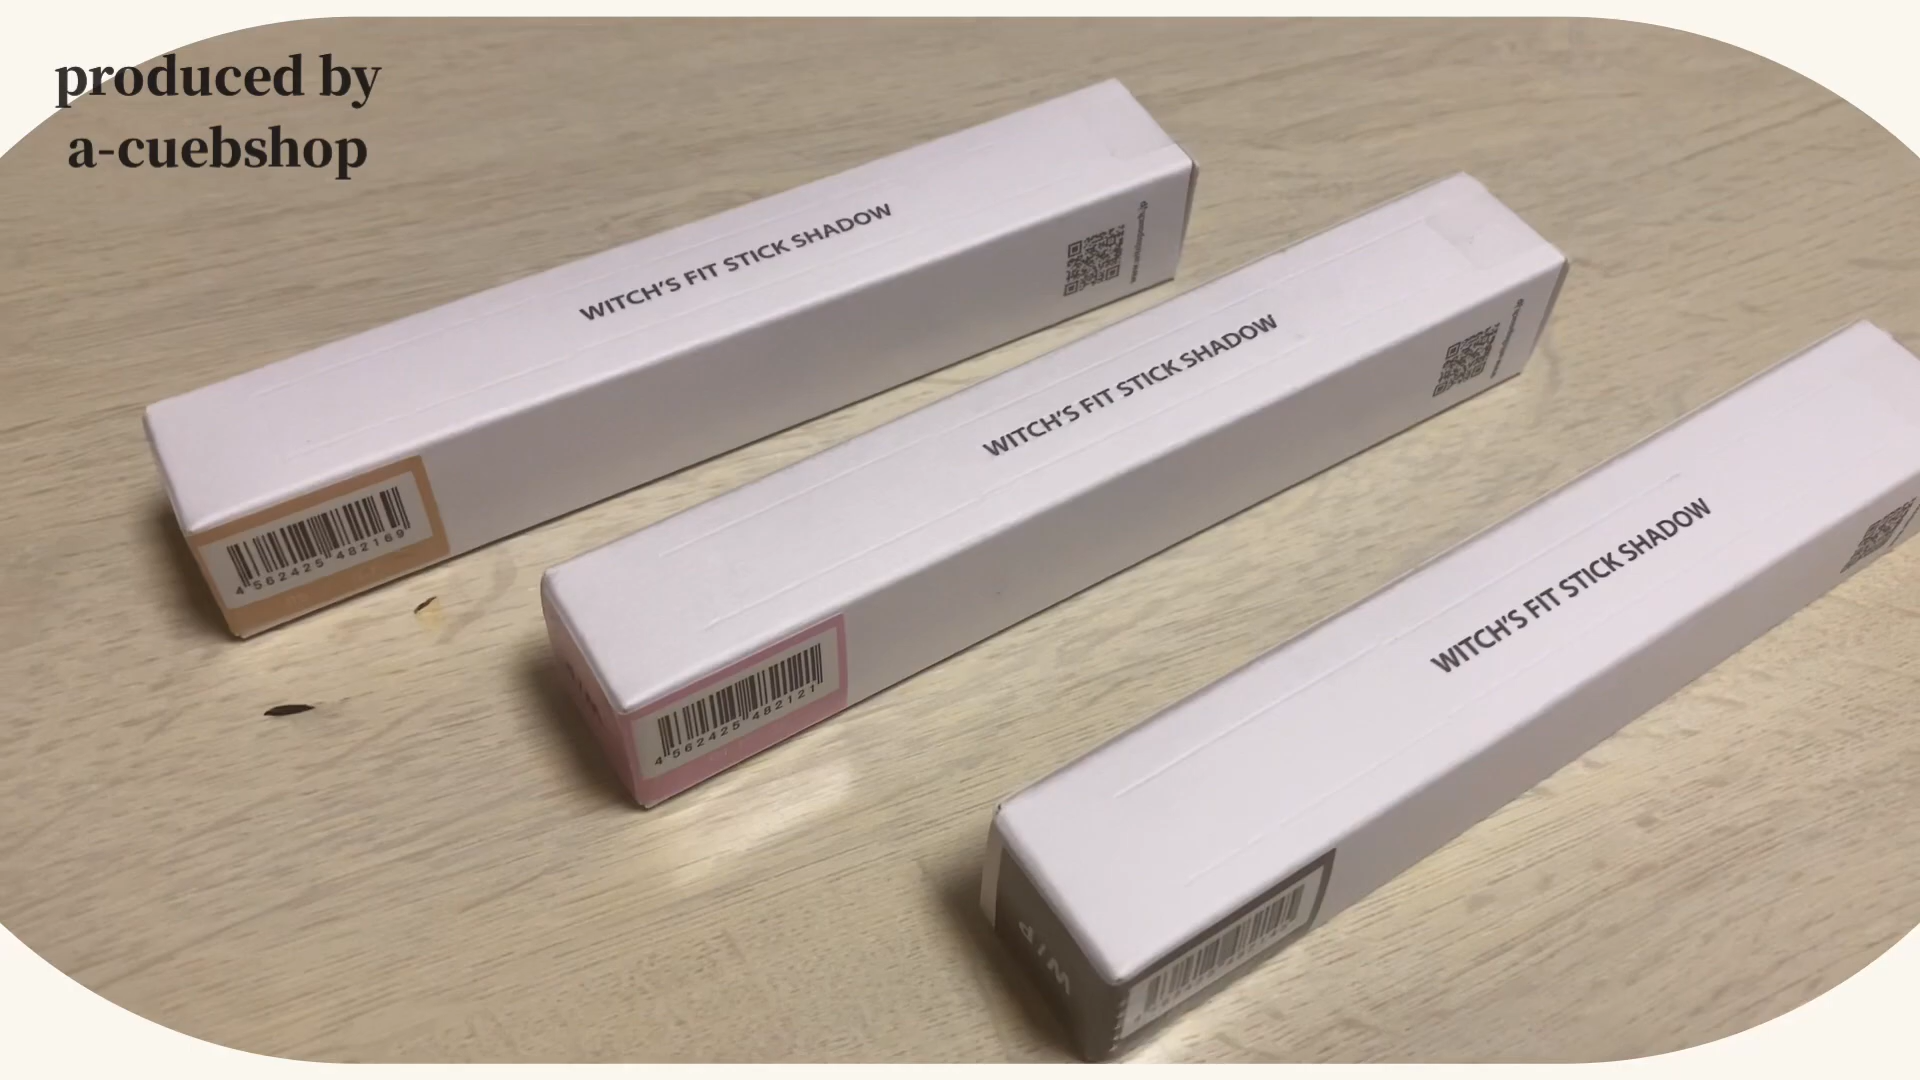 produced by
a-cuebshop
WITCH'S FIT STICK SHADOW
4 562425 482169
WITCH'S FIT STICK SHADOW
4 562425 482121
WITCH'S FIT STICK SHADOW
d/M